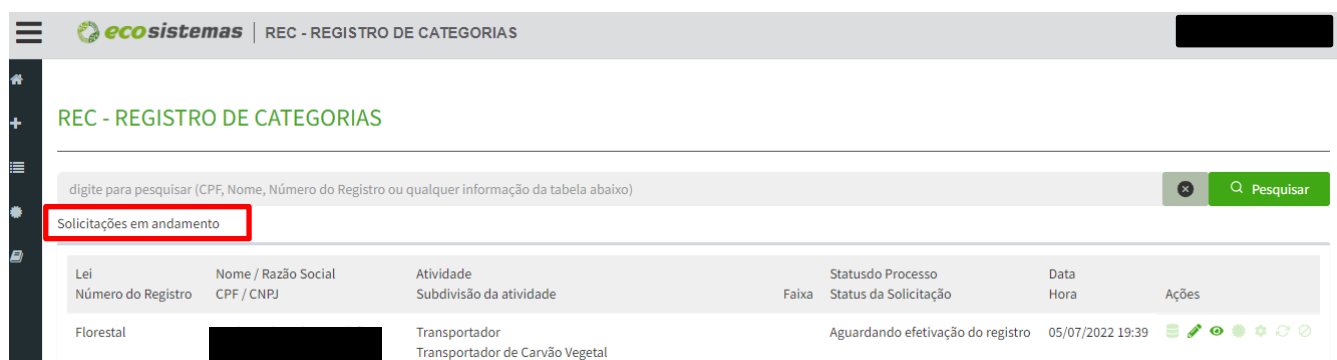 ecosistemas | REC - REGISTRO DE CATEGORIAS
REC - REGISTRO DE CATEGORIAS
digite para pesquisar (CPF, Nome, Número do Registro ou qualquer informação da tabela abaixo)
Pesquisar
Solicitações em andamento
Lei Nome / Razão Social Atividade Statusdo Processo Data
Número do Registro CPF / CNPJ Subdivisão da atividade Faixa Status da Solicitação Hora Ações
Florestal Transportador Aguardando efetivação do registro 05/07/2022 19:39
Transportador de Carvão Vegetal